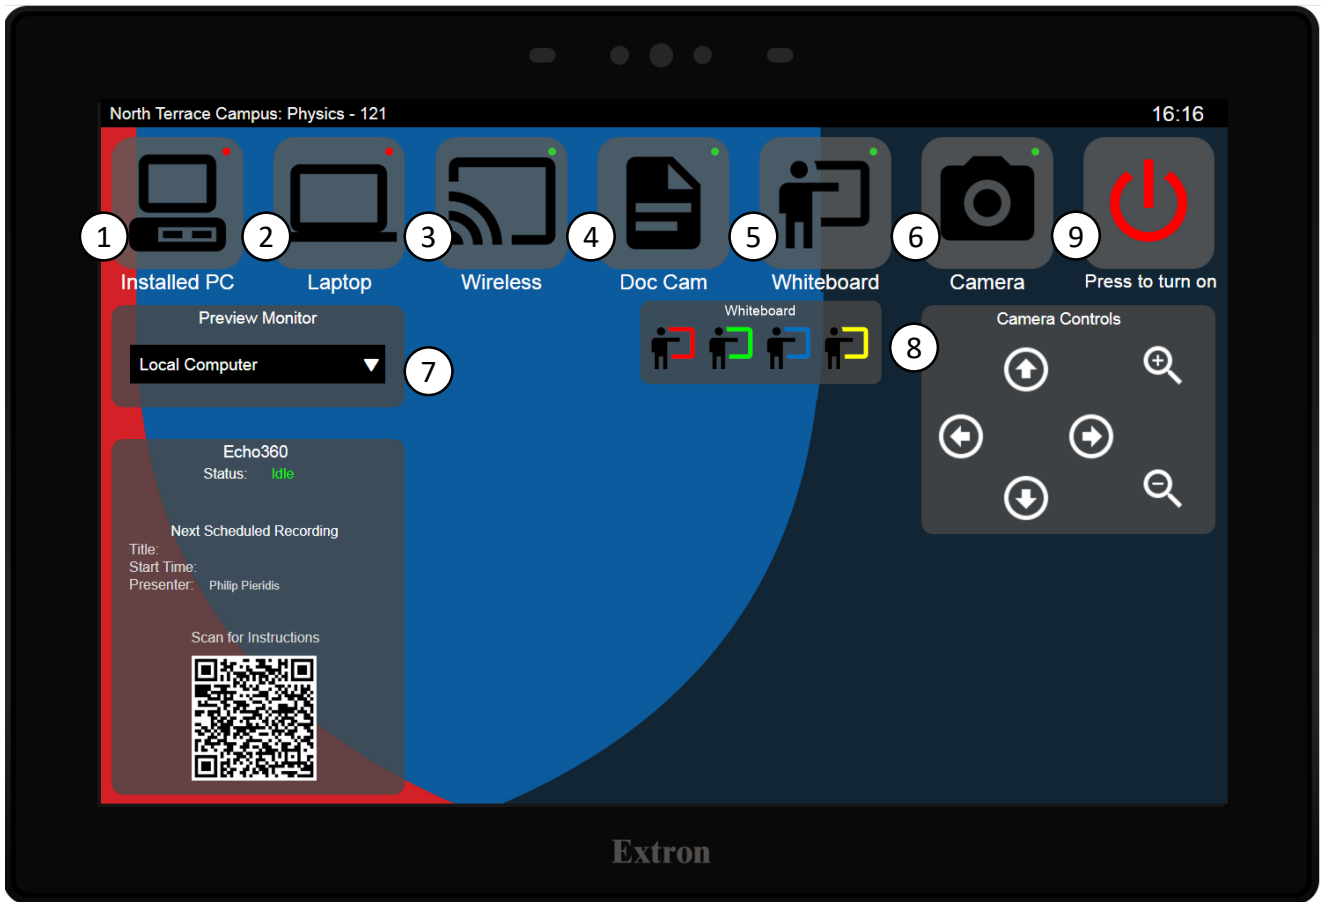 North Terrace Campus: Physics - 121 16:16
1 2 3 4 5 6 9
Installed PC Laptop Wireless Doc Cam Whiteboard Camera Press to turn on
Preview Monitor
Local Computer
7
Whiteboard
8
Camera Controls
Echo360
Status: Idle
Next Scheduled Recording
Title:
Start Time:
Presenter: Philip Pieridis
Scan for Instructions
Extron